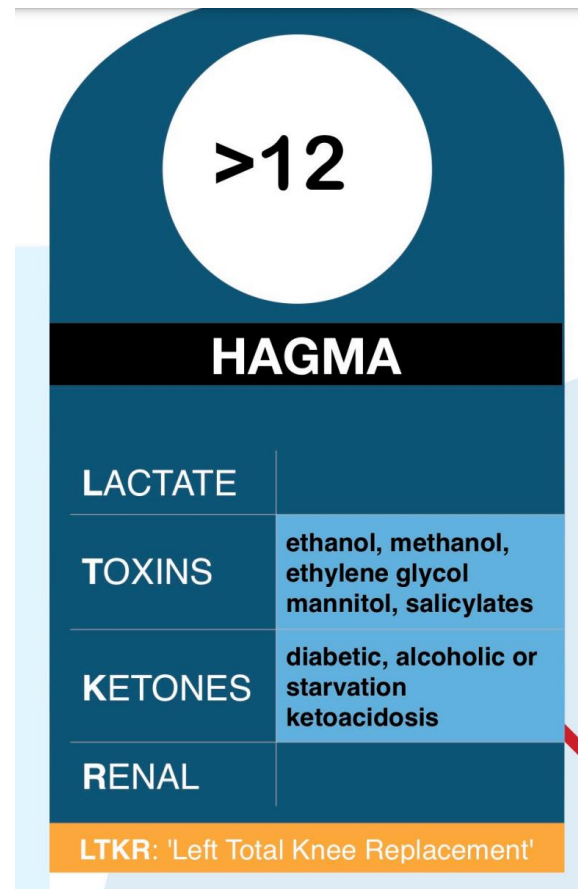 >12
HAGMA
LACTATE
TOXINS
ethanol, methanol,
ethylene glycol
mannitol, salicylates
KETONES
diabetic, alcoholic or
starvation
ketoacidosis
RENAL
LTKR: 'Left Total Knee Replacement'